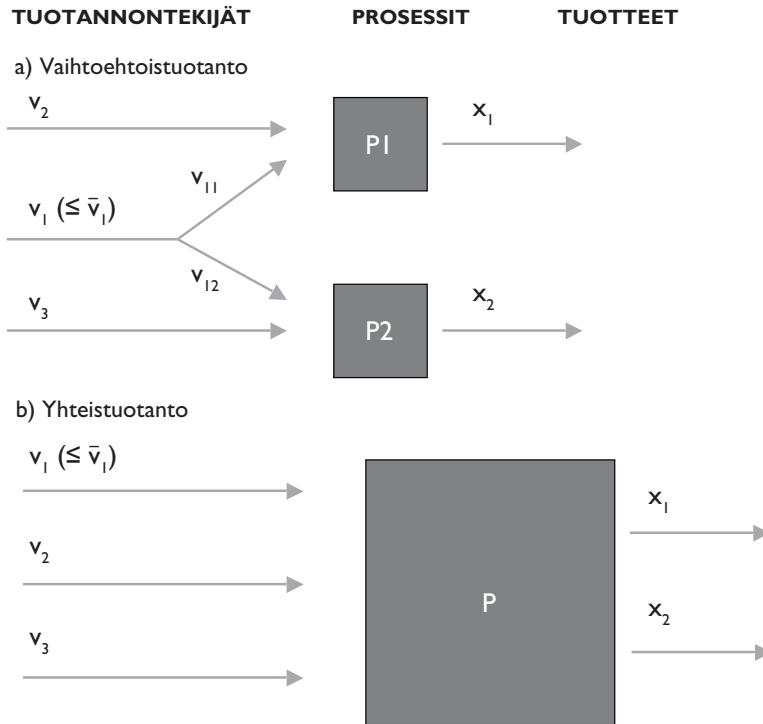 TUOTANNONTEKIJÄT PROSESSIT TUOTTEET
a) Vaihtoehtoistuotanto
v₂
x₁
P1
v₁₁
v₁ (≤ v̄₁)
v₁₂
v₃
x₂
P2
b) Yhteistuotanto
v₁ (≤ v̄₁)
x₁
v₂
P
x₂
v₃